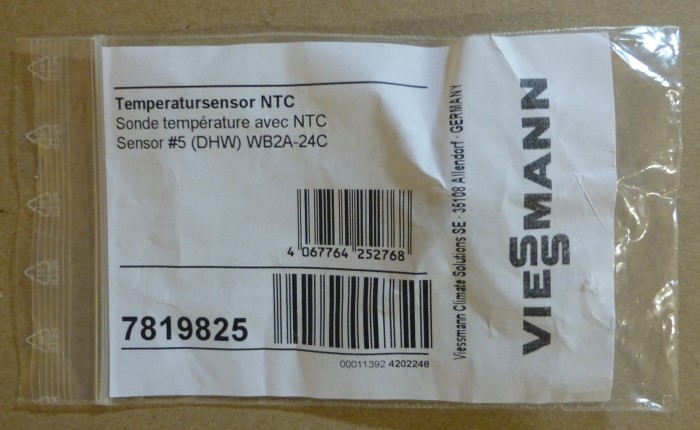 Temperatursensor NTC
Sonde température avec NTC
Sensor #5 (DHW) WB2A-24C
4 067764 252768
7819825
00011392 4202248
Viessmann Climate Solutions SE · 35108 Allendorf · GERMANY
VIESSMANN